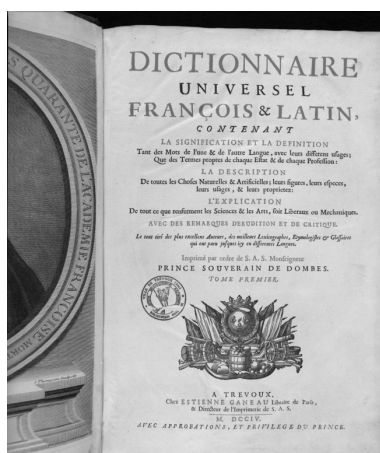 S QUARANTE DE L'ACADEMIE FRANÇOISE MORT
DICTIONNAIRE
UNIVERSEL
FRANÇOIS & LATIN,
CONTENANT
LA SIGNIFICATION ET LA DEFINITION
Tant des Mots de l'une & de l'autre Langue, avec leurs differens usages;
Que des Termes propres de chaque Estat & de chaque Profession:
LA DESCRIPTION
De toutes les Choses Naturelles & Artificielles; leurs figures, leurs especes,
leurs usages, & leurs proprietez:
L'EXPLICATION
De tout ce que renferment les Sciences & les Arts, soit Liberaux ou Mechaniques.
AVEC DES REMARQUES D'ERUDITION ET DE CRITIQUE.
Le tout tiré des plus excellens Auteurs, des meilleurs Lexicographes, Etymologistes & Glossaires
qui ont paru jusques icy en differentes Langues.
Imprimé par ordre de S. A. S. Monseigneur
PRINCE SOUVERAIN DE DOMBES.
TOME PREMIER.
A TREVOUX,
Chez ESTIENNE GANEAU Libraire de Paris,
& Directeur de l'Imprimerie de S. A. S.
M. DCCIV.
AVEC APPROBATIONS, ET PRIVILEGE DU PRINCE.